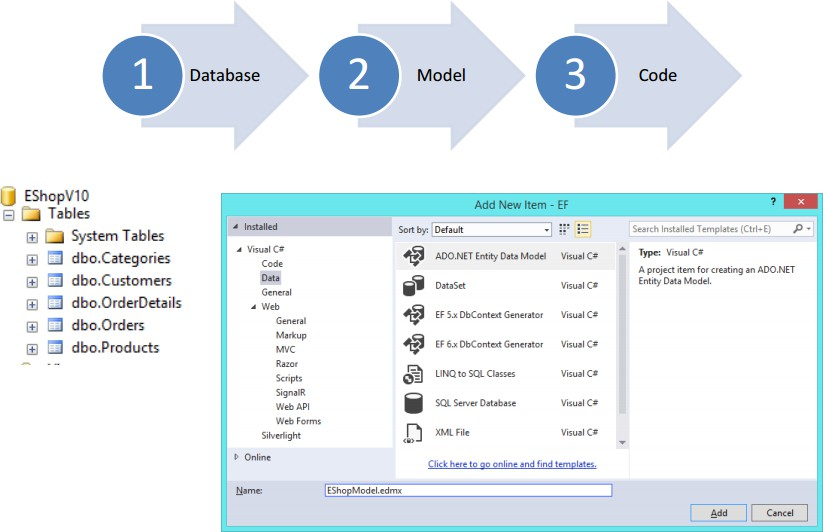 1 Database 2 Model 3 Code
EShopV10
Tables
System Tables
dbo.Categories
dbo.Customers
dbo.OrderDetails
dbo.Orders
dbo.Products
Add New Item - EF ? ×
Installed
Visual C#
Code
Data
General
Web
General
Markup
MVC
Razor
Scripts
SignalR
Web API
Web Forms
Silverlight
Online
Sort by: Default
ADO.NET Entity Data Model Visual C#
DataSet Visual C#
EF 5.x DbContext Generator Visual C#
EF 6.x DbContext Generator Visual C#
LINQ to SQL Classes Visual C#
SQL Server Database Visual C#
XML File Visual C#
Click here to go online and find templates.
Search Installed Templates (Ctrl+E)
Type: Visual C#
A project item for creating an ADO.NET
Entity Data Model.
Name: EShopModel.edmx
Add Cancel